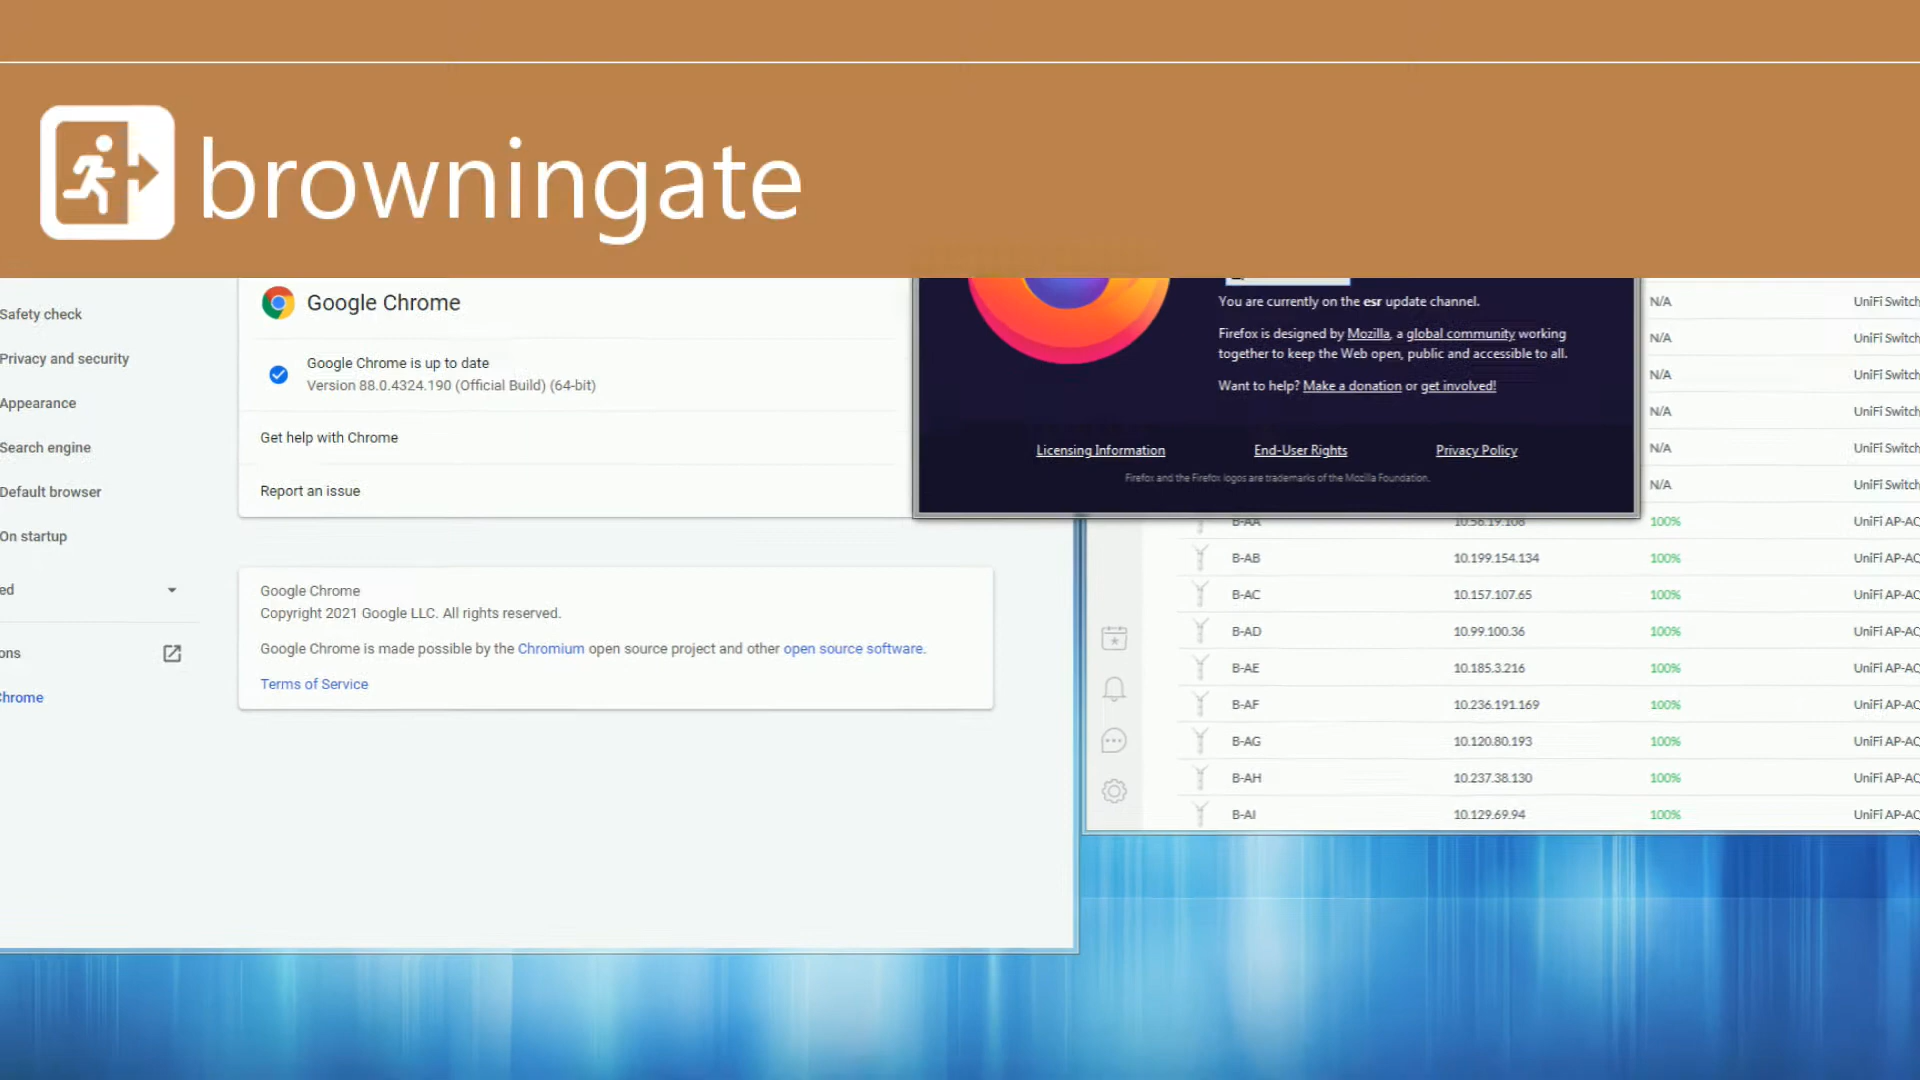 browningate
Safety check
Privacy and security
Appearance
Search engine
Default browser
On startup
ed
ons
Chrome
Google Chrome
Google Chrome is up to date
Version 88.0.4324.190 (Official Build) (64-bit)
Get help with Chrome
Report an issue
Google Chrome
Copyright 2021 Google LLC. All rights reserved.
Google Chrome is made possible by the Chromium open source project and other open source software.
Terms of Service
You are currently on the esr update channel.
Firefox is designed by Mozilla, a global community working
together to keep the Web open, public and accessible to all.
Want to help? Make a donation or get involved!
Licensing Information End-User Rights Privacy Policy
Firefox and the Firefox logos are trademarks of the Mozilla Foundation.
N/A UniFi Switch
N/A UniFi Switch
N/A UniFi Switch
N/A UniFi Switch
N/A UniFi Switch
N/A UniFi Switch
B-AA 10.56.19.108 100% UniFi AP-AC
B-AB 10.199.154.134 100% UniFi AP-AC
B-AC 10.157.107.65 100% UniFi AP-AC
B-AD 10.99.100.36 100% UniFi AP-AC
B-AE 10.185.3.216 100% UniFi AP-AC
B-AF 10.236.191.169 100% UniFi AP-AC
B-AG 10.120.80.193 100% UniFi AP-AC
B-AH 10.237.38.130 100% UniFi AP-AC
B-AI 10.129.69.94 100% UniFi AP-AC